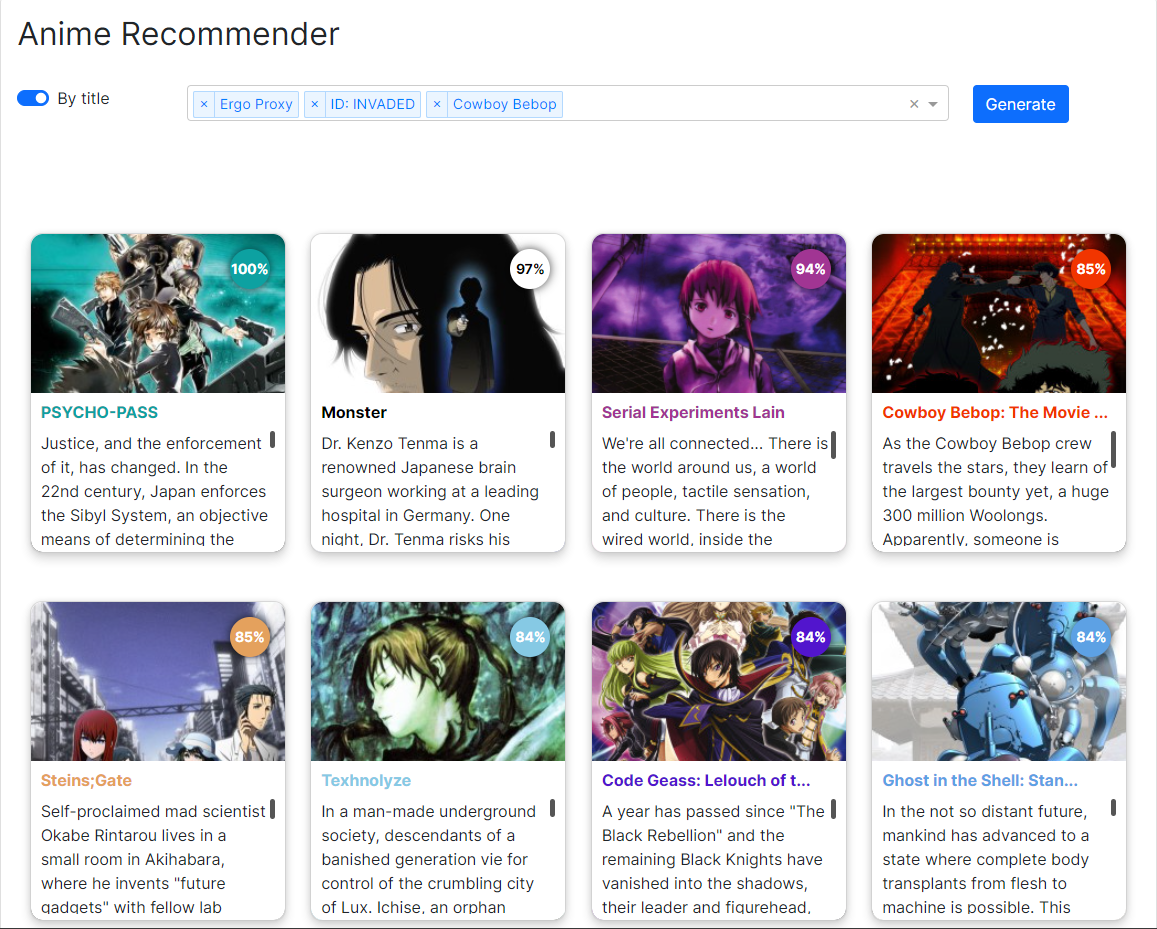 Anime Recommender
By title
× Ergo Proxy × ID: INVADED × Cowboy Bebop ×
Generate
100%
PSYCHO-PASS
Justice, and the enforcement
of it, has changed. In the
22nd century, Japan enforces
the Sibyl System, an objective
means of determining the
97%
Monster
Dr. Kenzo Tenma is a
renowned Japanese brain
surgeon working at a leading
hospital in Germany. One
night, Dr. Tenma risks his
94%
Serial Experiments Lain
We're all connected... There is
the world around us, a world
of people, tactile sensation,
and culture. There is the
wired world, inside the
85%
Cowboy Bebop: The Movie ...
As the Cowboy Bebop crew
travels the stars, they learn of
the largest bounty yet, a huge
300 million Woolongs.
Apparently, someone is
85%
Steins;Gate
Self-proclaimed mad scientist
Okabe Rintarou lives in a
small room in Akihabara,
where he invents "future
gadgets" with fellow lab
84%
Texhnolyze
In a man-made underground
society, descendants of a
banished generation vie for
control of the crumbling city
of Lux. Ichise, an orphan
84%
Code Geass: Lelouch of t...
A year has passed since "The
Black Rebellion" and the
remaining Black Knights have
vanished into the shadows,
their leader and figurehead,
84%
Ghost in the Shell: Stan...
In the not so distant future,
mankind has advanced to a
state where complete body
transplants from flesh to
machine is possible. This